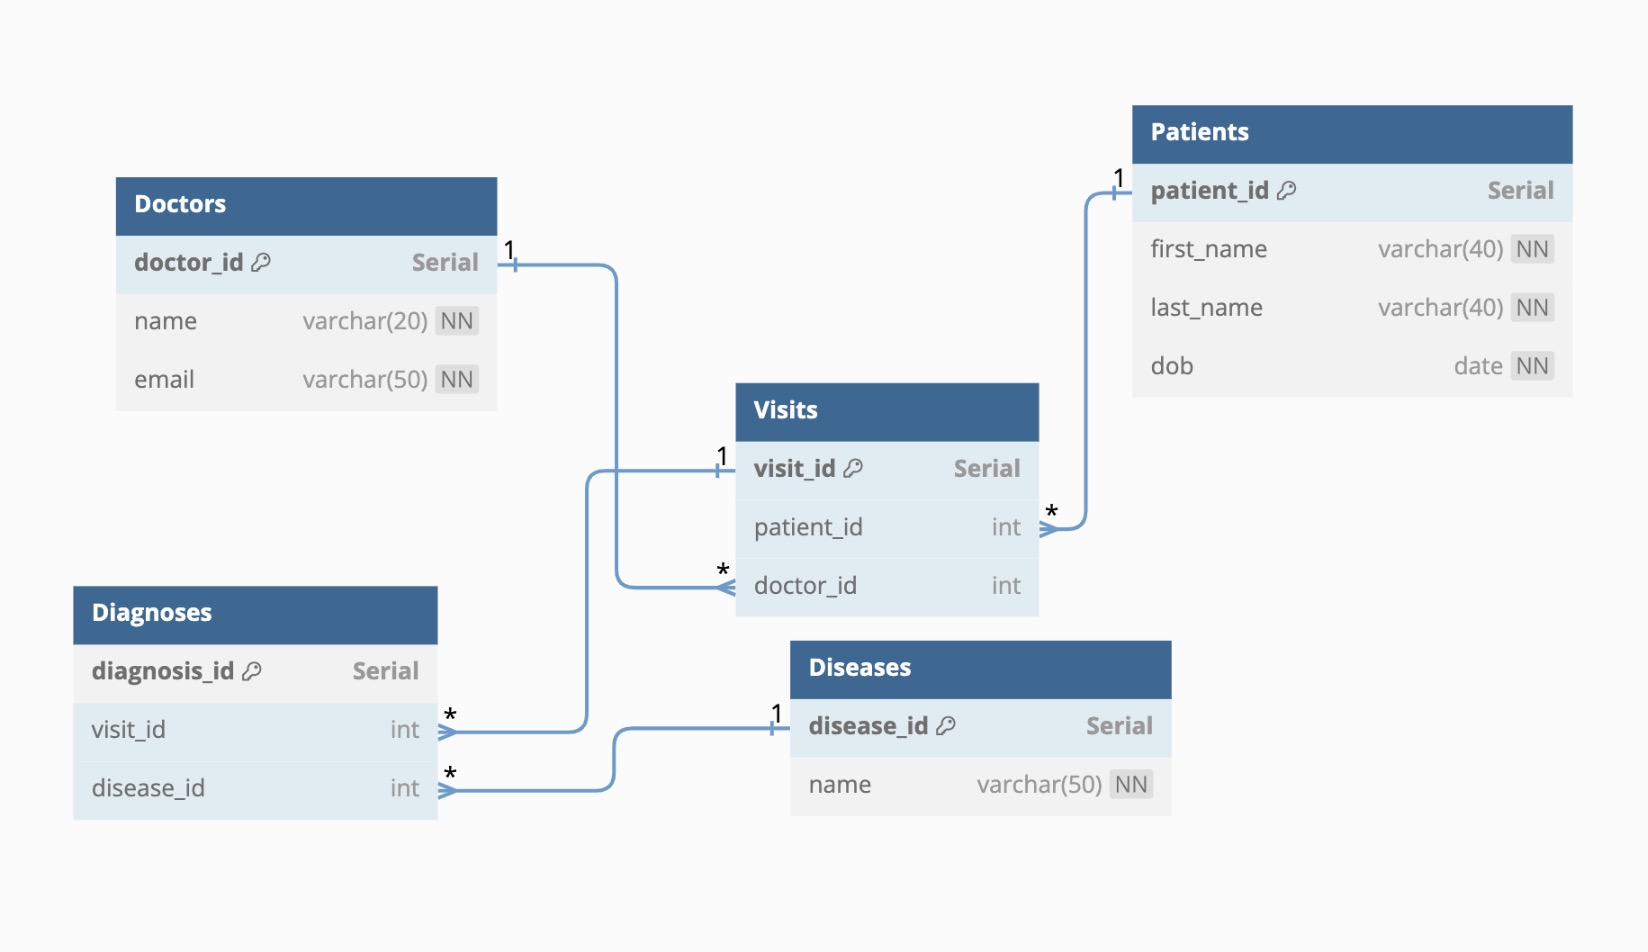 Doctors
doctor_id Serial
name varchar(20) NN
email varchar(50) NN
1
Patients
patient_id Serial
first_name varchar(40) NN
last_name varchar(40) NN
dob date NN
1
Visits
visit_id Serial
patient_id int
doctor_id int
1
*
*
Diagnoses
diagnosis_id Serial
visit_id int
disease_id int
*
*
Diseases
disease_id Serial
name varchar(50) NN
1